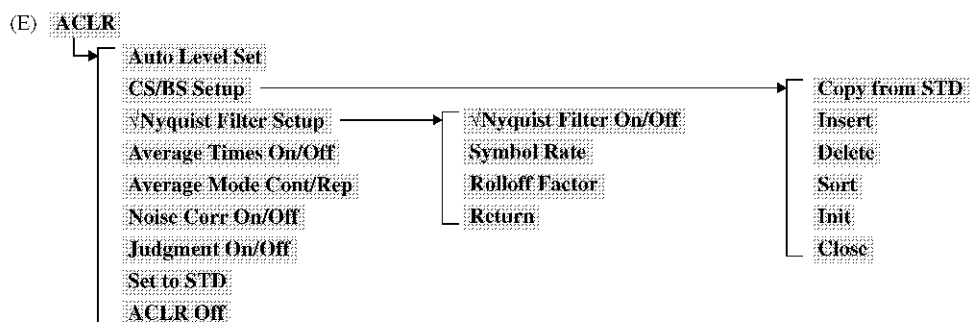 (E) ACLR
Auto Level Set
CS/BS Setup Copy from STD
√Nyquist Filter Setup √Nyquist Filter On/Off Insert
Average Times On/Off Symbol Rate Delete
Average Mode Cont/Rep Rolloff Factor Sort
Noise Corr On/Off Return Init
Judgment On/Off Close
Set to STD
ACLR Off